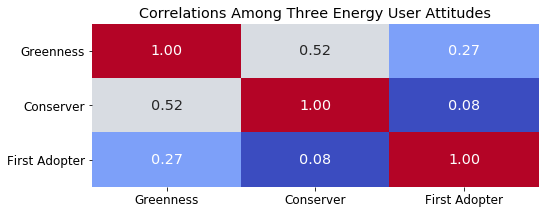 Correlations Among Three Energy User Attitudes
Greenness 1.00 0.52 0.27
Conserver 0.52 1.00 0.08
First Adopter 0.27 0.08 1.00
Greenness Conserver First Adopter